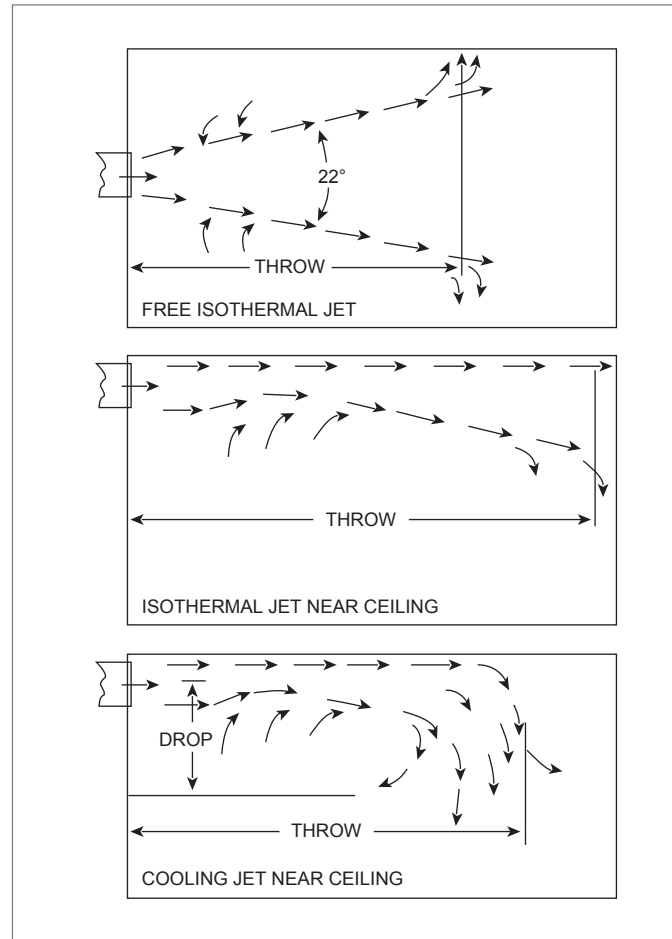 22°
THROW
FREE ISOTHERMAL JET
THROW
ISOTHERMAL JET NEAR CEILING
DROP
THROW
COOLING JET NEAR CEILING